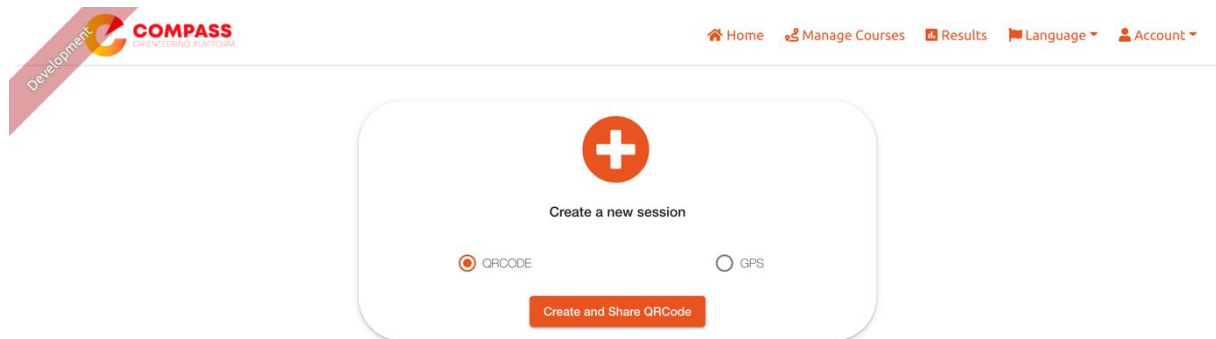 Development
COMPASS
ORIENTEERING PLATFORM
Home Manage Courses Results Language Account
Create a new session
QRCODE GPS
Create and Share QRCode